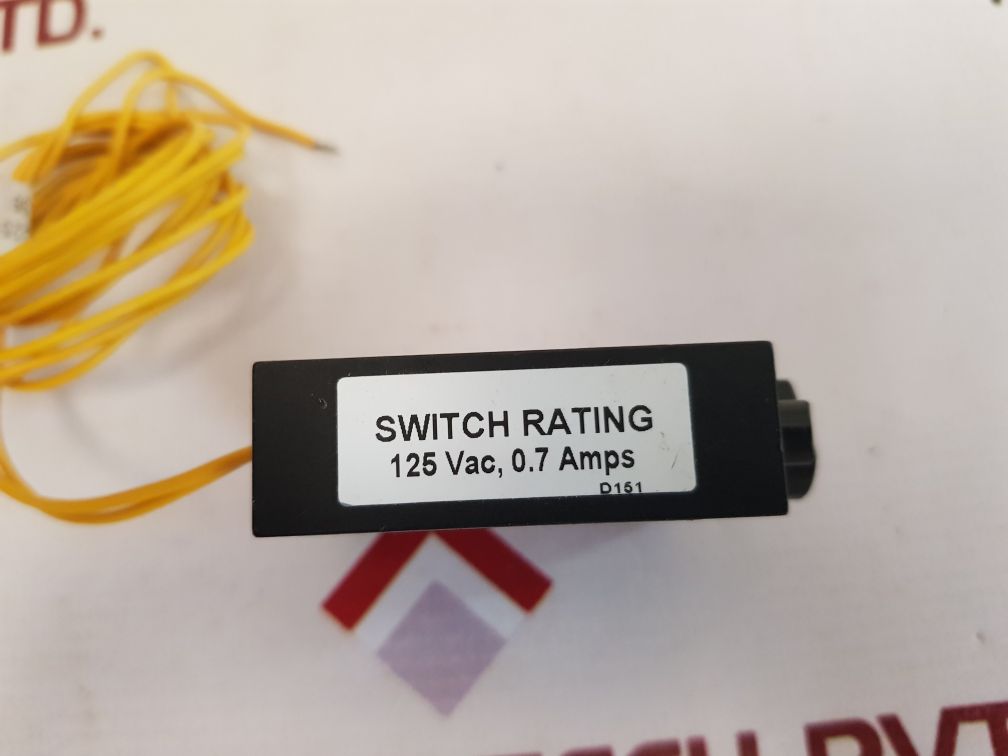 TD.
SWITCH RATING
125 Vac, 0.7 Amps
D151